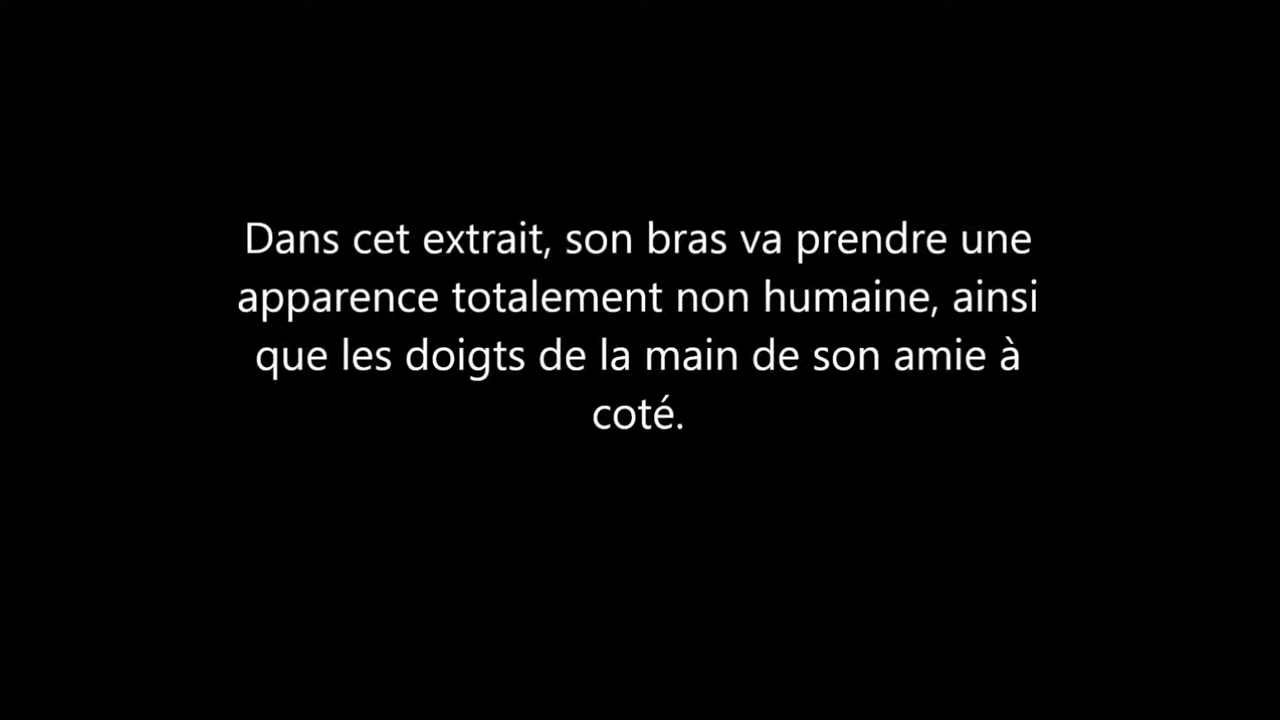 Dans cet extrait, son bras va prendre une
apparence totalement non humaine, ainsi
que les doigts de la main de son amie à
coté.